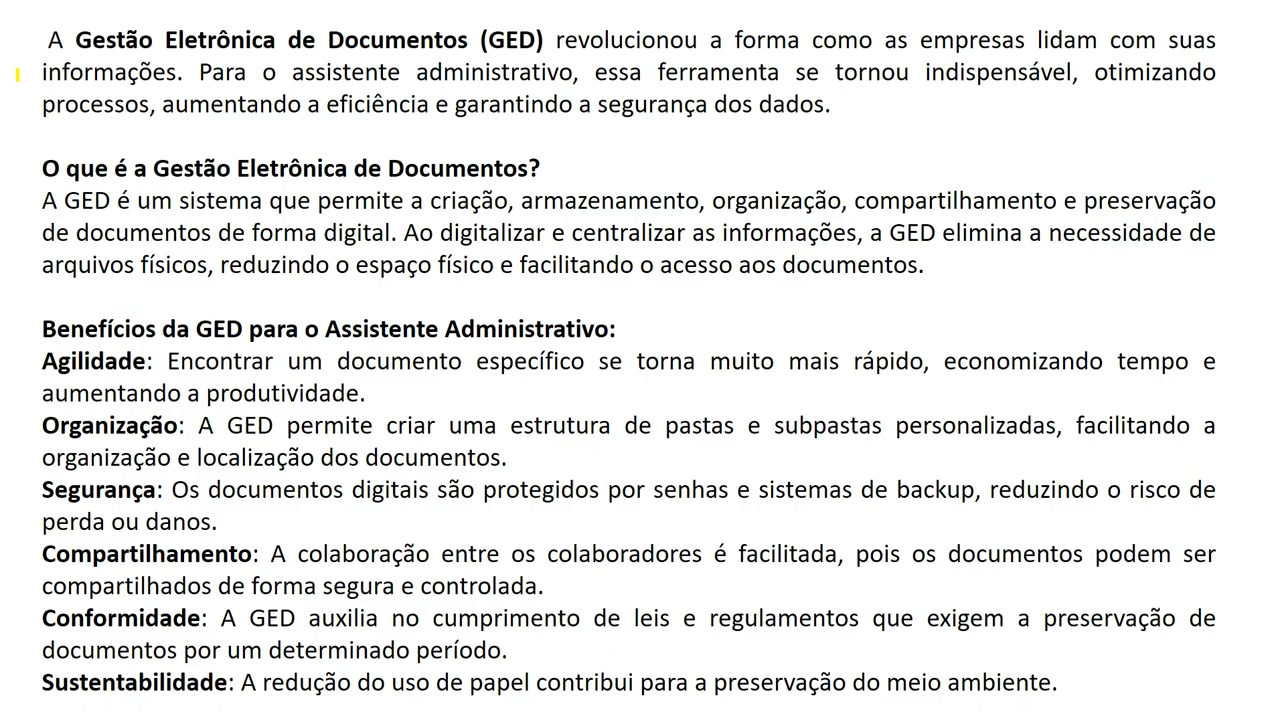 A Gestão Eletrônica de Documentos (GED) revolucionou a forma como as empresas lidam com suas
informações. Para o assistente administrativo, essa ferramenta se tornou indispensável, otimizando
processos, aumentando a eficiência e garantindo a segurança dos dados.
O que é a Gestão Eletrônica de Documentos?
A GED é um sistema que permite a criação, armazenamento, organização, compartilhamento e preservação
de documentos de forma digital. Ao digitalizar e centralizar as informações, a GED elimina a necessidade de
arquivos físicos, reduzindo o espaço físico e facilitando o acesso aos documentos.
Benefícios da GED para o Assistente Administrativo:
Agilidade: Encontrar um documento específico se torna muito mais rápido, economizando tempo e
aumentando a produtividade.
Organização: A GED permite criar uma estrutura de pastas e subpastas personalizadas, facilitando a
organização e localização dos documentos.
Segurança: Os documentos digitais são protegidos por senhas e sistemas de backup, reduzindo o risco de
perda ou danos.
Compartilhamento: A colaboração entre os colaboradores é facilitada, pois os documentos podem ser
compartilhados de forma segura e controlada.
Conformidade: A GED auxilia no cumprimento de leis e regulamentos que exigem a preservação de
documentos por um determinado período.
Sustentabilidade: A redução do uso de papel contribui para a preservação do meio ambiente.